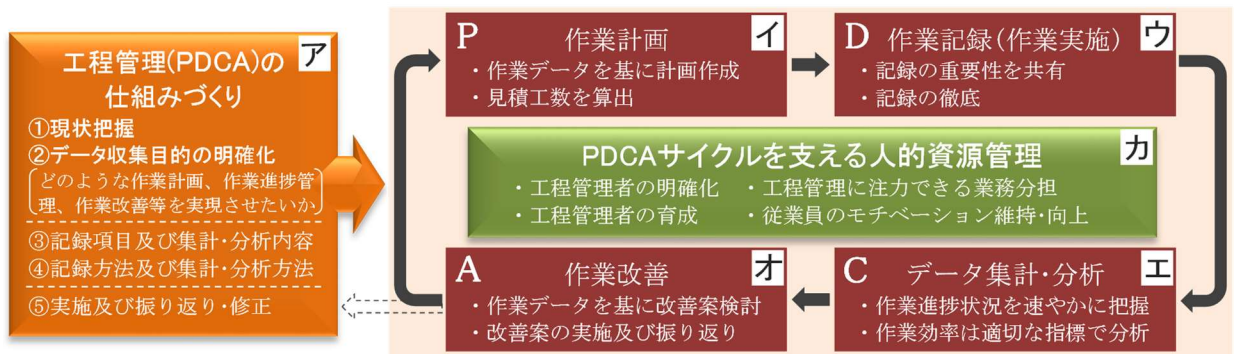 工程管理(PDCA)の
仕組みづくり
ア
①現状把握
②データ収集目的の明確化
どのような作業計画、作業進捗管
理、作業改善等を実現させたいか
③記録項目及び集計・分析内容
④記録方法及び集計・分析方法
⑤実施及び振り返り・修正
P 作業計画 イ
・作業データを基に計画作成
・見積工数を算出
D 作業記録(作業実施) ウ
・記録の重要性を共有
・記録の徹底
PDCAサイクルを支える人的資源管理 カ
・工程管理者の明確化 ・工程管理に注力できる業務分担
・工程管理者の育成 ・従業員のモチベーション維持・向上
A 作業改善 オ
・作業データを基に改善案検討
・改善案の実施及び振り返り
C データ集計・分析 エ
・作業進捗状況を速やかに把握
・作業効率は適切な指標で分析